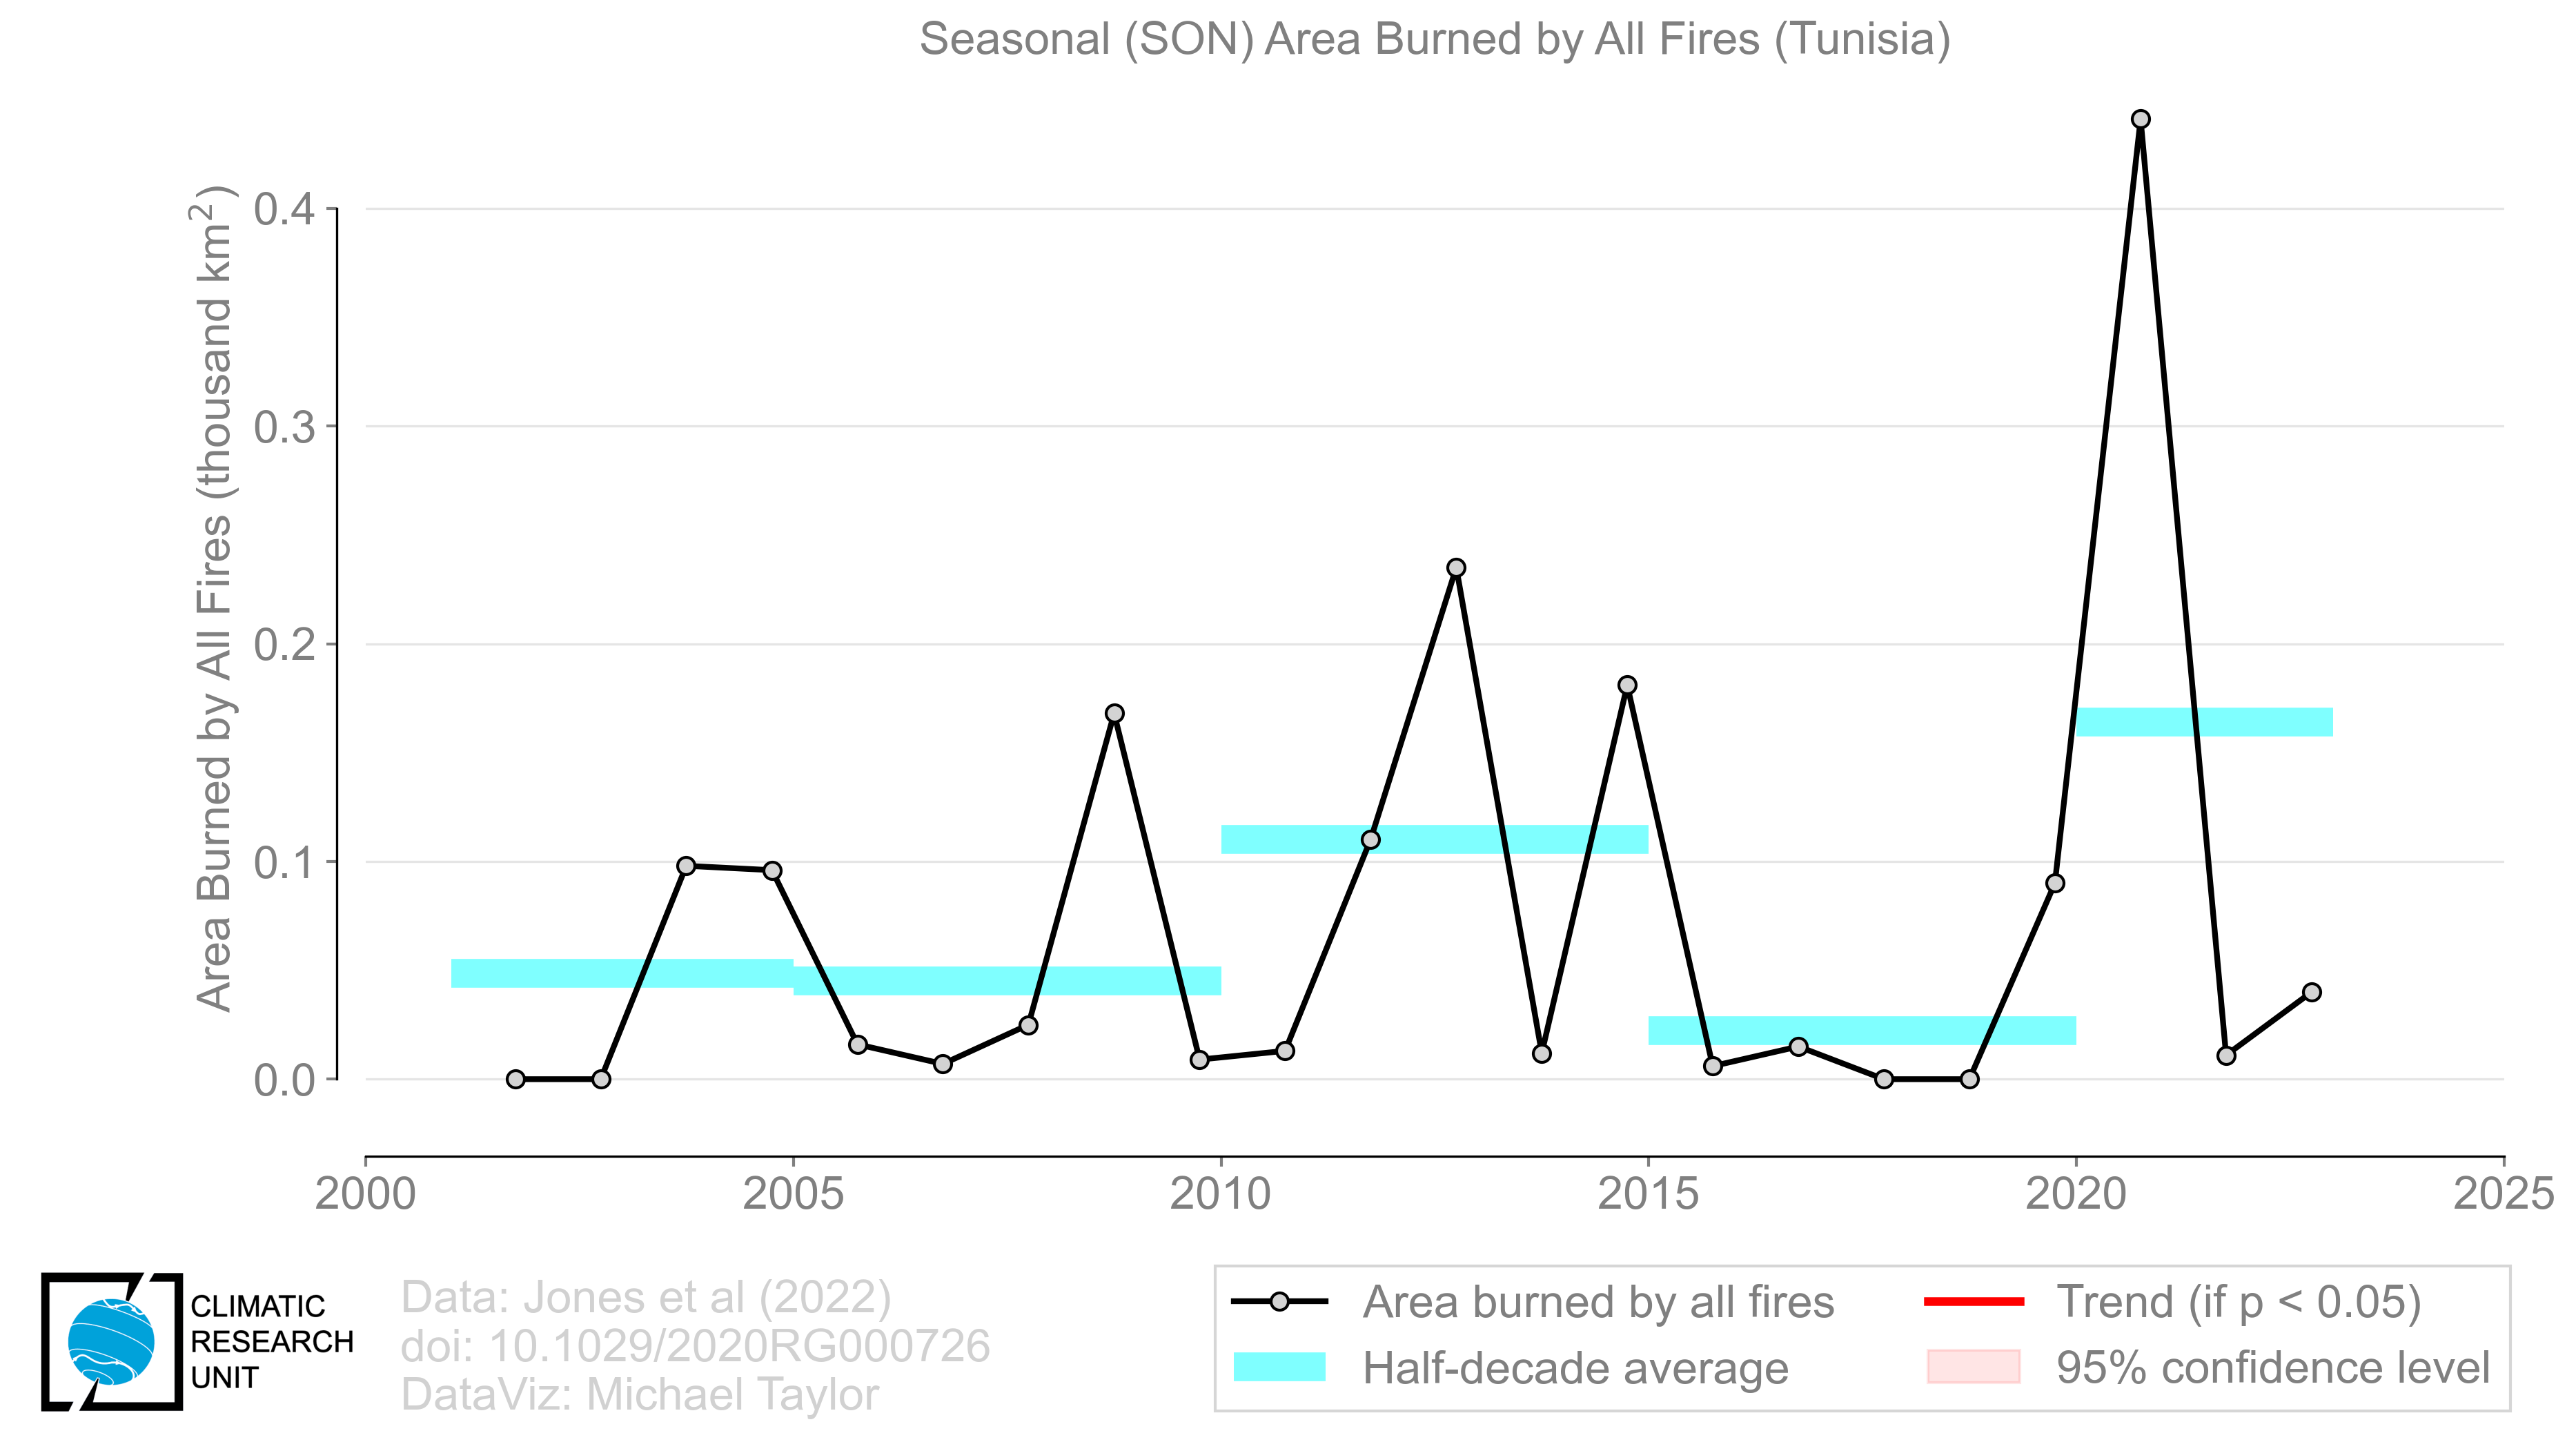 Seasonal (SON) Area Burned by All Fires (Tunisia)
Area Burned by All Fires (thousand km²)
0.4
0.3
0.2
0.1
0.0
2000 2005 2010 2015 2020 2025
CLIMATIC
RESEARCH
UNIT
Data: Jones et al (2022)
doi: 10.1029/2020RG000726
DataViz: Michael Taylor
Area burned by all fires
Half-decade average
Trend (if p < 0.05)
95% confidence level